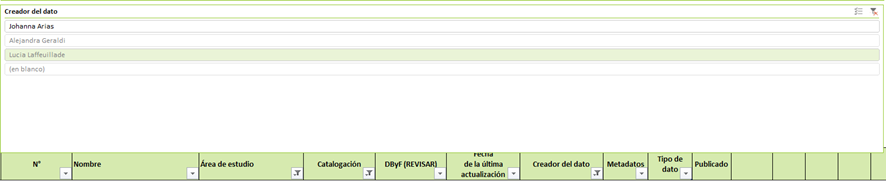 Creador del dato
Johanna Arias
Alejandra Geraldi
Lucia Laffeuillade
(en blanco)
N° Nombre Área de estudio Catalogación DByF (REVISAR) Fecha de la última actualización Creador del dato Metadatos Tipo de dato Publicado